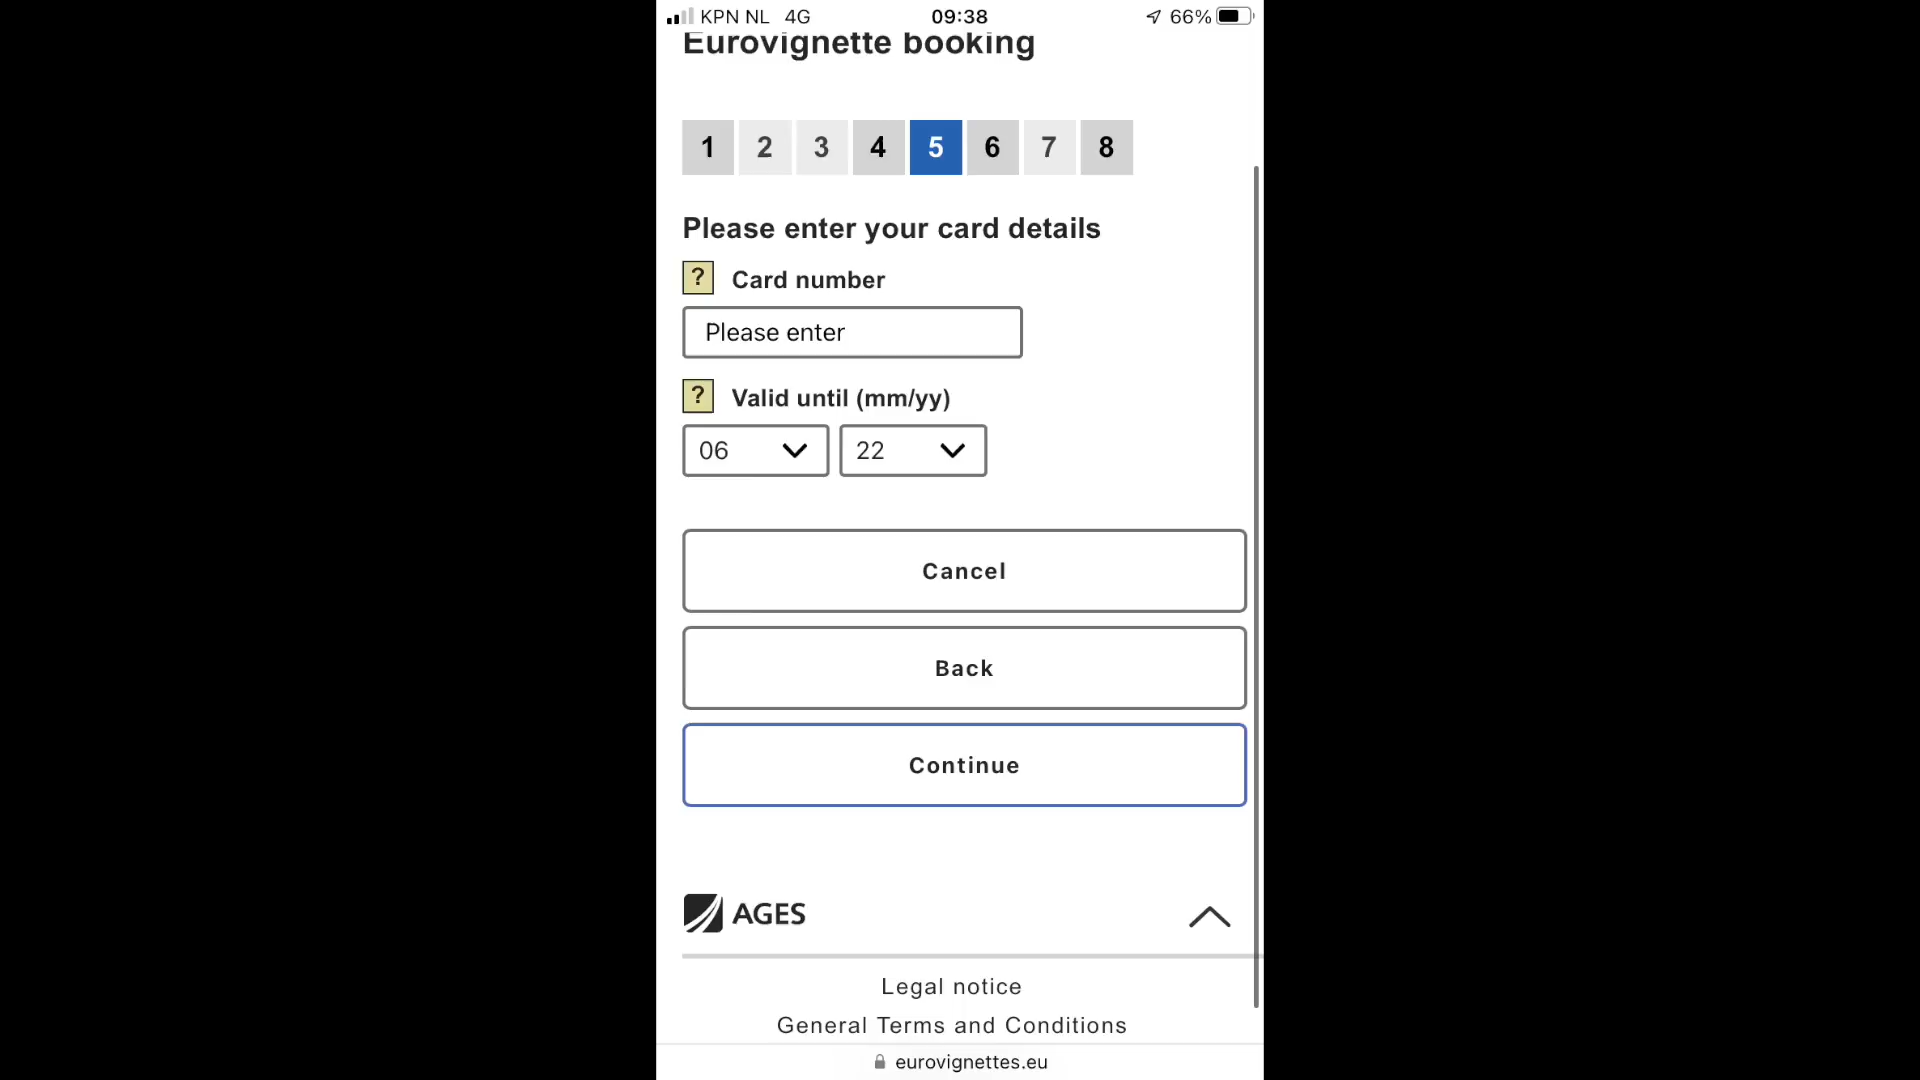 KPN NL 4G 09:38 66%
Eurovignette booking
1 2 3 4 5 6 7 8
Please enter your card details
? Card number
Please enter
? Valid until (mm/yy)
06 22
Cancel
Back
Continue
AGES
Legal notice
General Terms and Conditions
eurovignettes.eu